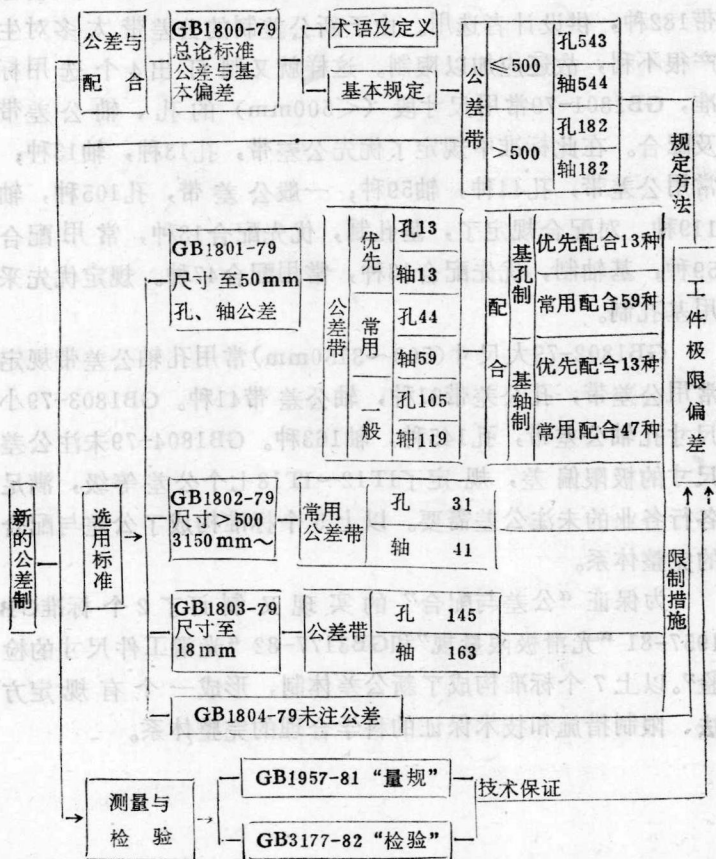 公差与
配 合
GB1800-79
总论标准
公差与基
本偏差
术语及定义
基本规定
公差带
≤500
孔543
轴544
>500
孔182
轴182
规定方法
GB1801-79
尺寸至50mm
孔、轴公差
公差带
优先
孔13
轴13
常用
孔44
轴59
一般
孔105
轴119
配合
基孔制
优先配合13种
常用配合59种
基轴制
优先配合13种
常用配合47种
工件极限偏差
新的公差制
选用标准
GB1802-79
尺寸>500
3150mm~
常用
公差带
孔 31
轴 41
GB1803-79
尺寸至
18mm
公差带
孔 145
轴 163
限制措施
GB1804-79未注公差
测量与
检 验
GB1957-81“量规”
GB3177-82“检验”
技术保证